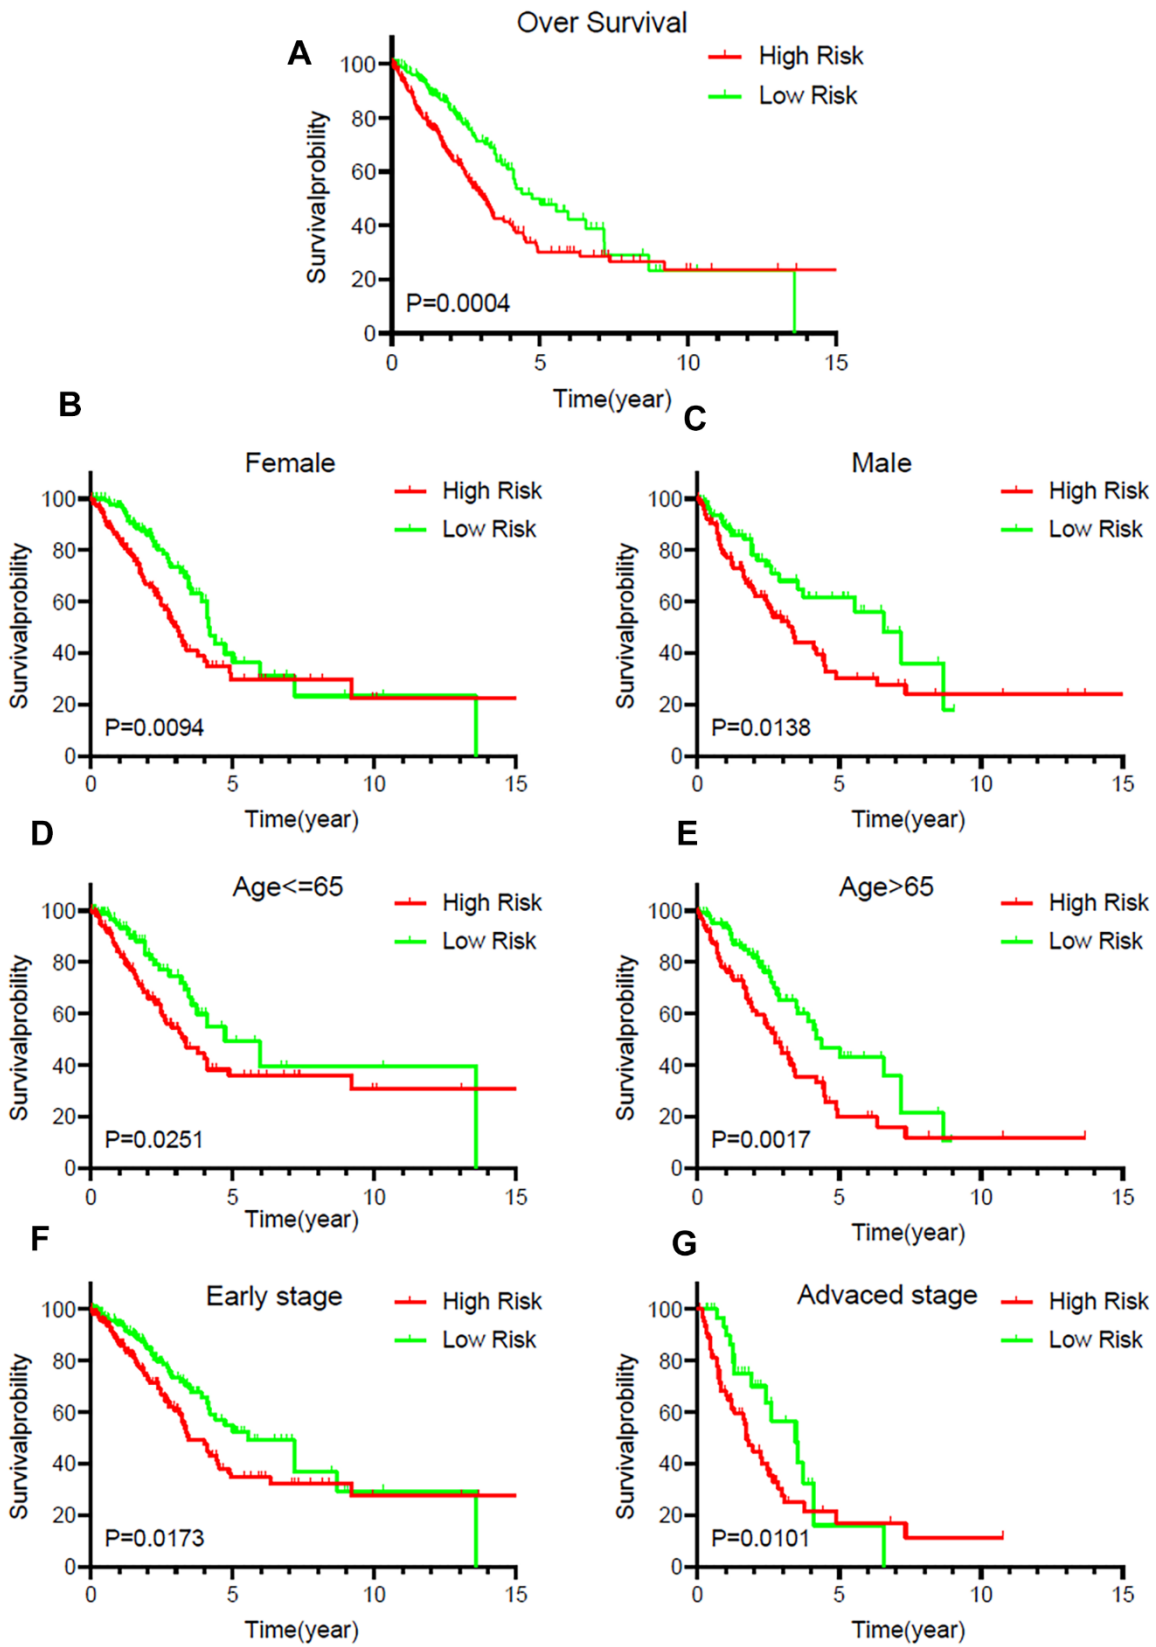 Over Survival
A
High Risk
Low Risk
Survivalprobility
100
80
60
40
20
0
P=0.0004
0 5 10 15
Time(year)
B
Female
High Risk
Low Risk
Survivalprobility
100
80
60
40
20
0
P=0.0094
0 5 10 15
Time(year)
C
Male
High Risk
Low Risk
Survivalprobility
100
80
60
40
20
0
P=0.0138
0 5 10 15
Time(year)
D
Age<=65
High Risk
Low Risk
Survivalprobility
100
80
60
40
20
0
P=0.0251
0 5 10 15
Time(year)
E
Age>65
High Risk
Low Risk
Survivalprobility
100
80
60
40
20
0
P=0.0017
0 5 10 15
Time(year)
F
Early stage
High Risk
Low Risk
Survivalprobility
100
80
60
40
20
0
P=0.0173
0 5 10 15
Time(year)
G
Advaced stage
High Risk
Low Risk
Survivalprobility
100
80
60
40
20
0
P=0.0101
0 5 10 15
Time(year)